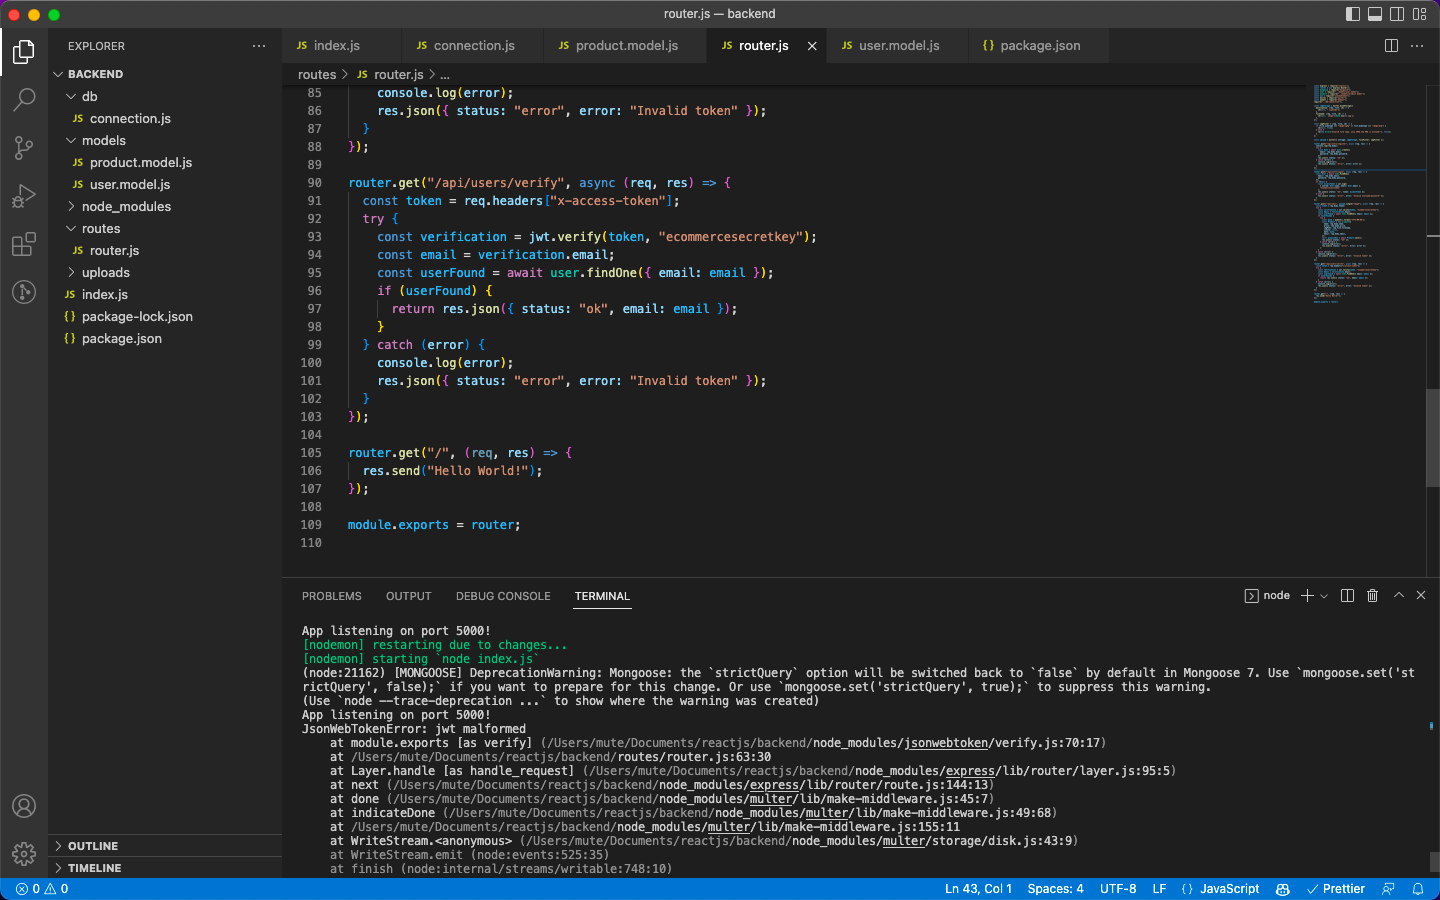 router.js — backend
EXPLORER
BACKEND
db
JS connection.js
models
JS product.model.js
JS user.model.js
node_modules
routes
JS router.js
uploads
JS index.js
{} package-lock.json
{} package.json
OUTLINE
TIMELINE
JS index.js
JS connection.js
JS product.model.js
JS router.js
JS user.model.js
{} package.json
routes > JS router.js > ...
85 console.log(error);
86 res.json({ status: "error", error: "Invalid token" });
87 }
88 });
89
90 router.get("/api/users/verify", async (req, res) => {
91 const token = req.headers["x-access-token"];
92 try {
93 const verification = jwt.verify(token, "ecommercesecretkey");
94 const email = verification.email;
95 const userFound = await user.findOne({ email: email });
96 if (userFound) {
97 return res.json({ status: "ok", email: email });
98 }
99 } catch (error) {
100 console.log(error);
101 res.json({ status: "error", error: "Invalid token" });
102 }
103 });
104
105 router.get("/", (req, res) => {
106 res.send("Hello World!");
107 });
108
109 module.exports = router;
110
PROBLEMS OUTPUT DEBUG CONSOLE TERMINAL
node
App listening on port 5000!
[nodemon] restarting due to changes...
[nodemon] starting `node index.js`
(node:21162) [MONGOOSE] DeprecationWarning: Mongoose: the `strictQuery` option will be switched back to `false` by default in Mongoose 7. Use `mongoose.set('st
rictQuery', false);` if you want to prepare for this change. Or use `mongoose.set('strictQuery', true);` to suppress this warning.
(Use `node --trace-deprecation ...` to show where the warning was created)
App listening on port 5000!
JsonWebTokenError: jwt malformed
at module.exports [as verify] (/Users/mute/Documents/reactjs/backend/node_modules/jsonwebtoken/verify.js:70:17)
at /Users/mute/Documents/reactjs/backend/routes/router.js:63:30
at Layer.handle [as handle_request] (/Users/mute/Documents/reactjs/backend/node_modules/express/lib/router/layer.js:95:5)
at next (/Users/mute/Documents/reactjs/backend/node_modules/express/lib/router/route.js:144:13)
at done (/Users/mute/Documents/reactjs/backend/node_modules/multer/lib/make-middleware.js:45:7)
at indicateDone (/Users/mute/Documents/reactjs/backend/node_modules/multer/lib/make-middleware.js:49:68)
at /Users/mute/Documents/reactjs/backend/node_modules/multer/lib/make-middleware.js:155:11
at WriteStream.<anonymous> (/Users/mute/Documents/reactjs/backend/node_modules/multer/storage/disk.js:43:9)
at WriteStream.emit (node:events:525:35)
at finish (node:internal/streams/writable:748:10)
0 0
Ln 43, Col 1 Spaces: 4 UTF-8 LF {} JavaScript Prettier